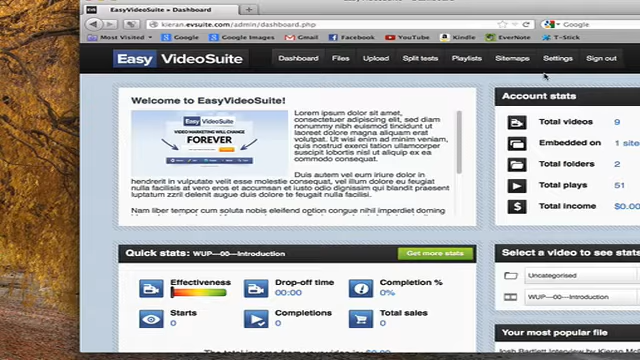 EasyVideoSuite » Dashboard
kieran.evsuite.com/admin/dashboard.php
Google
Most Visited
Google
Google Images
Gmail
Facebook
YouTube
Kindle
EverNote
T-Stick
Easy VideoSuite
Dashboard
Files
Upload
Split tests
Playlists
Sitemaps
Settings
Sign out
Welcome to EasyVideoSuite!
Easy VideoSuite
VIDEO MARKETING WILL CHANGE
FOREVER
Lorem ipsum dolor sit amet,
consectetuer adipiscing elit, sed diam
nonummy nibh euismod tincidunt ut
laoreet dolore magna aliquam erat
volutpat. Ut wisi enim ad minim veniam,
quis nostrud exerci tation ullamcorper
suscipit lobortis nisl ut aliquip ex ea
commodo consequat.
Duis autem vel eum iriure dolor in
hendrerit in vulputate velit esse molestie consequat, vel illum dolore eu feugiat
nulla facilisis at vero eros et accumsan et iusto odio dignissim qui blandit praesent
luptatum zzril delenit augue duis dolore te feugait nulla facilisi.
Nam liber tempor cum soluta nobis eleifend option congue nihil imperdiet doming
Account stats
Total videos 9
Embedded on 1 site
Total folders 2
Total plays 51
Total income $0.00
Quick stats: WUP—00—Introduction
Get more stats
Effectiveness
Drop-off time
00:00
Completion %
0%
Starts
0
Completions
0
Total sales
0
Select a video to see stats
Uncategorised
WUP—00—Introduction
Your most popular file